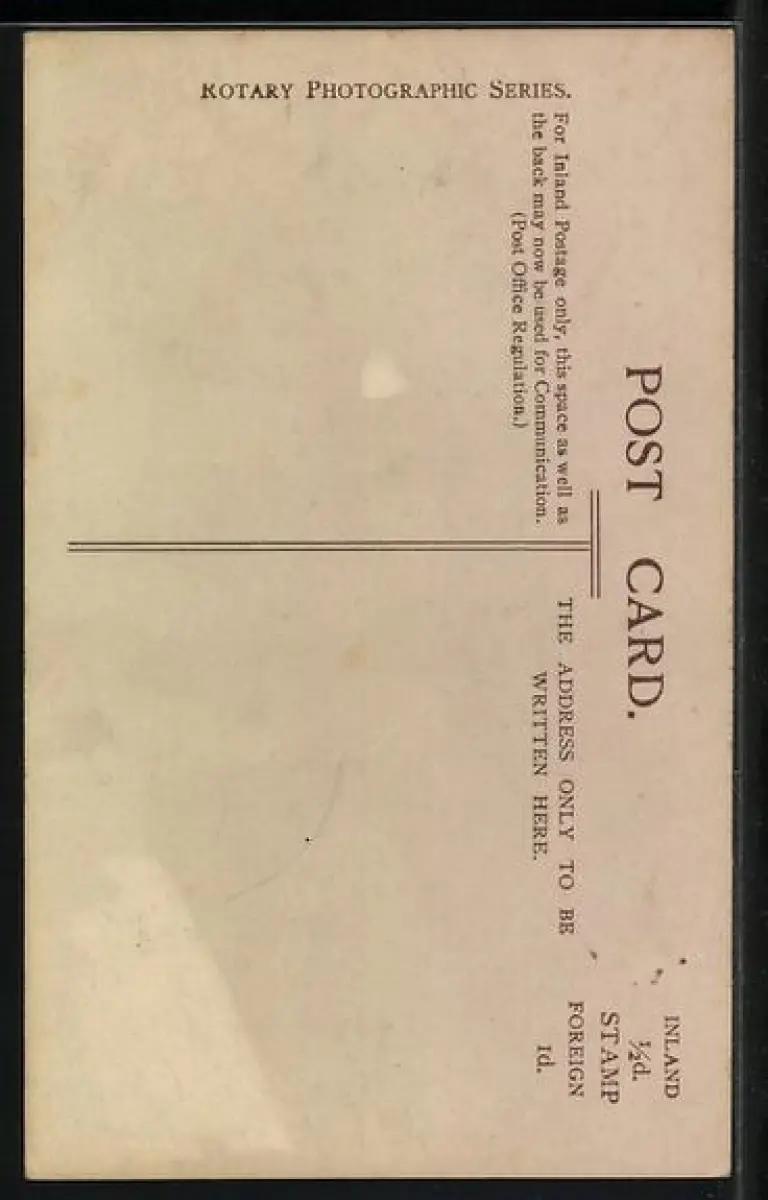 ROTARY PHOTOGRAPHIC SERIES.
POST CARD.
For Inland Postage only, this space as well as
the back may now be used for Communication.
(Post Office Regulation.)
THE ADDRESS ONLY TO BE
WRITTEN HERE.
INLAND
½d.
STAMP
FOREIGN
1d.